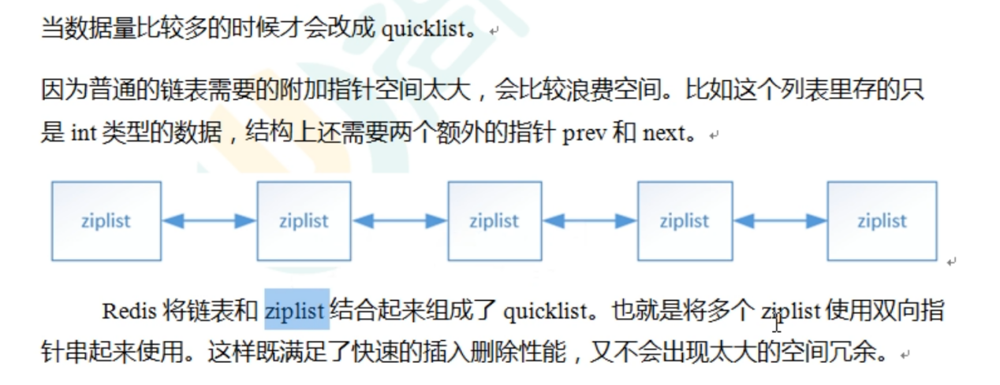 当数据量比较多的时候才会改成 quicklist。
因为普通的链表需要的附加指针空间太大，会比较浪费空间。比如这个列表里存的只
是 int 类型的数据，结构上还需要两个额外的指针 prev 和 next。
ziplist ziplist ziplist ziplist ziplist
Redis 将链表和 ziplist 结合起来组成了 quicklist。也就是将多个 ziplist 使用双向指
针串起来使用。这样既满足了快速的插入删除性能，又不会出现太大的空间冗余。